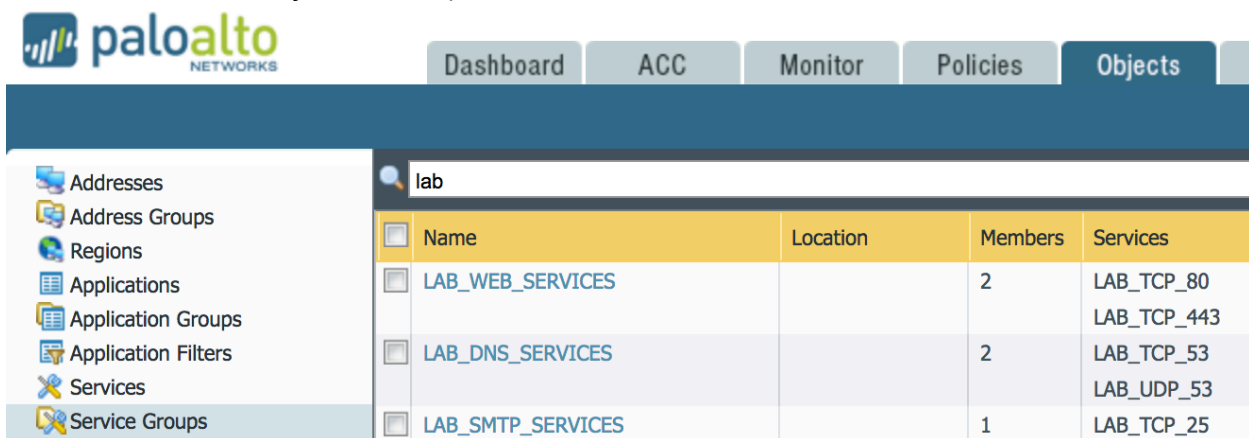 paloalto
NETWORKS
Dashboard ACC Monitor Policies Objects
lab
Addresses
Address Groups
Regions
Applications
Application Groups
Application Filters
Services
Service Groups
Name Location Members Services
LAB_WEB_SERVICES 2 LAB_TCP_80
LAB_TCP_443
LAB_DNS_SERVICES 2 LAB_TCP_53
LAB_UDP_53
LAB_SMTP_SERVICES 1 LAB_TCP_25